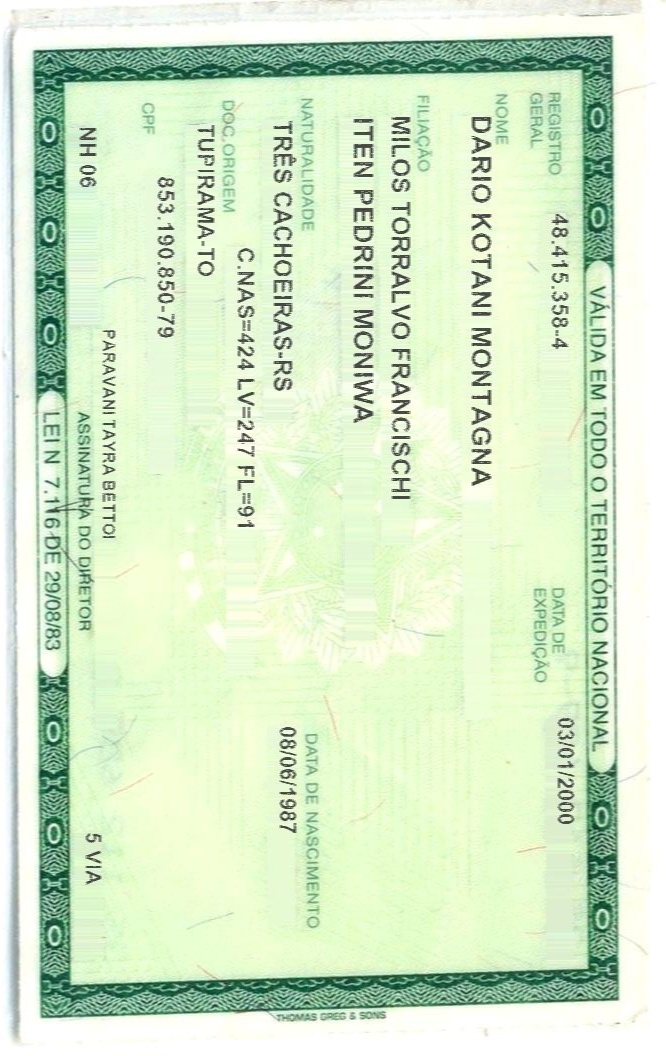 VÁLIDA EM TODO O TERRITÓRIO NACIONAL
REGISTRO GERAL 48.415.358-4 DATA DE EXPEDIÇÃO 03/01/2000
NOME
DARIO KOTANI MONTAGNA
FILIAÇÃO
MILOS TORRALVO FRANCISCHI
ITEN PEDRINI MONIWA
NATURALIDADE DATA DE NASCIMENTO
TRÊS CACHOEIRAS-RS 08/06/1987
DOC.ORIGEM C.NAS=424 LV=247 FL=91
TUPIRAMA-TO
CPF 853.190.850-79
PARAVANI TAYRA BETTOI
NH 06 ASSINATURA DO DIRETOR 5 VIA
LEI N 7.116 DE 29/08/83
THOMAS GREG & SONS